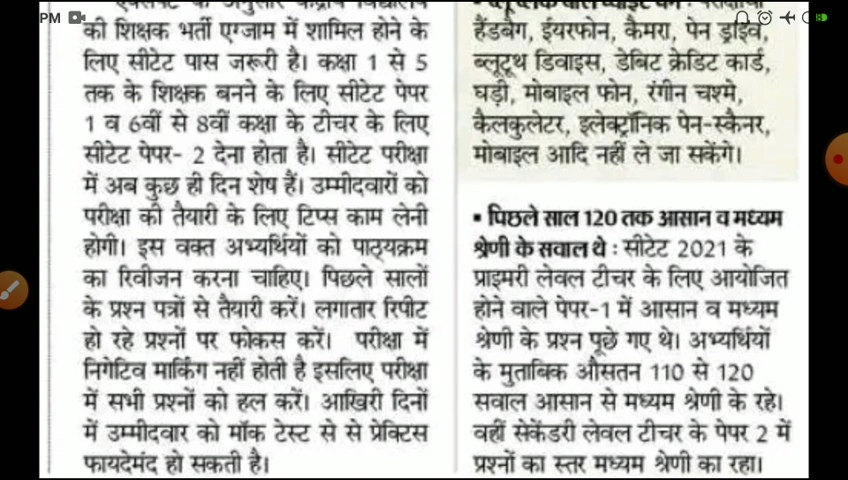 PM
की शिक्षक भर्ती एग्जाम में शामिल होने के
लिए सीटेट पास जरूरी है। कक्षा 1 से 5
तक के शिक्षक बनने के लिए सीटेट पेपर
1 व 6वीं से 8वीं कक्षा के टीचर के लिए
सीटेट पेपर- 2 देना होता है। सीटेट परीक्षा
में अब कुछ ही दिन शेष हैं। उम्मीदवारों को
परीक्षा की तैयारी के लिए टिप्स काम लेनी
होगी। इस वक्त अभ्यर्थियों को पाठ्यक्रम
का रिवीजन करना चाहिए। पिछले सालों
के प्रश्न पत्रों से तैयारी करें। लगातार रिपीट
हो रहे प्रश्नों पर फोकस करें। परीक्षा में
निगेटिव मार्किंग नहीं होती है इसलिए परीक्षा
में सभी प्रश्नों को हल करें। आखिरी दिनों
में उम्मीदवार को मॉक टेस्ट से से प्रेक्टिस
फायदेमंद हो सकती है।
हैंडबैग, ईयरफोन, कैमरा, पेन ड्राइव,
ब्लूटूथ डिवाइस, डेबिट क्रेडिट कार्ड,
घड़ी, मोबाइल फोन, रंगीन चश्मे,
कैलकुलेटर, इलेक्ट्रॉनिक पेन-स्कैनर,
मोबाइल आदि नहीं ले जा सकेंगे।
▪ पिछले साल 120 तक आसान व मध्यम
श्रेणी के सवाल थे : सीटेट 2021 के
प्राइमरी लेवल टीचर के लिए आयोजित
होने वाले पेपर-1 में आसान व मध्यम
श्रेणी के प्रश्न पूछे गए थे। अभ्यर्थियों
के मुताबिक औसतन 110 से 120
सवाल आसान से मध्यम श्रेणी के रहे।
वहीं सेकेंडरी लेवल टीचर के पेपर 2 में
प्रश्नों का स्तर मध्यम श्रेणी का रहा।